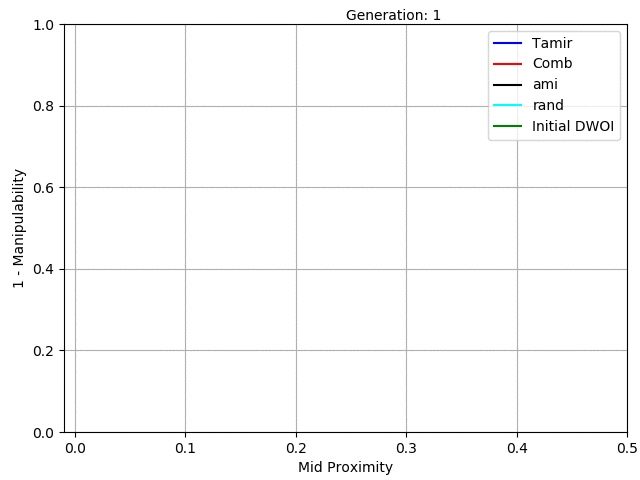 Generation: 1
Tamir
Comb
ami
rand
Initial DWOI
1 - Manipulability
1.0
0.8
0.6
0.4
0.2
0.0
0.0 0.1 0.2 0.3 0.4 0.5
Mid Proximity